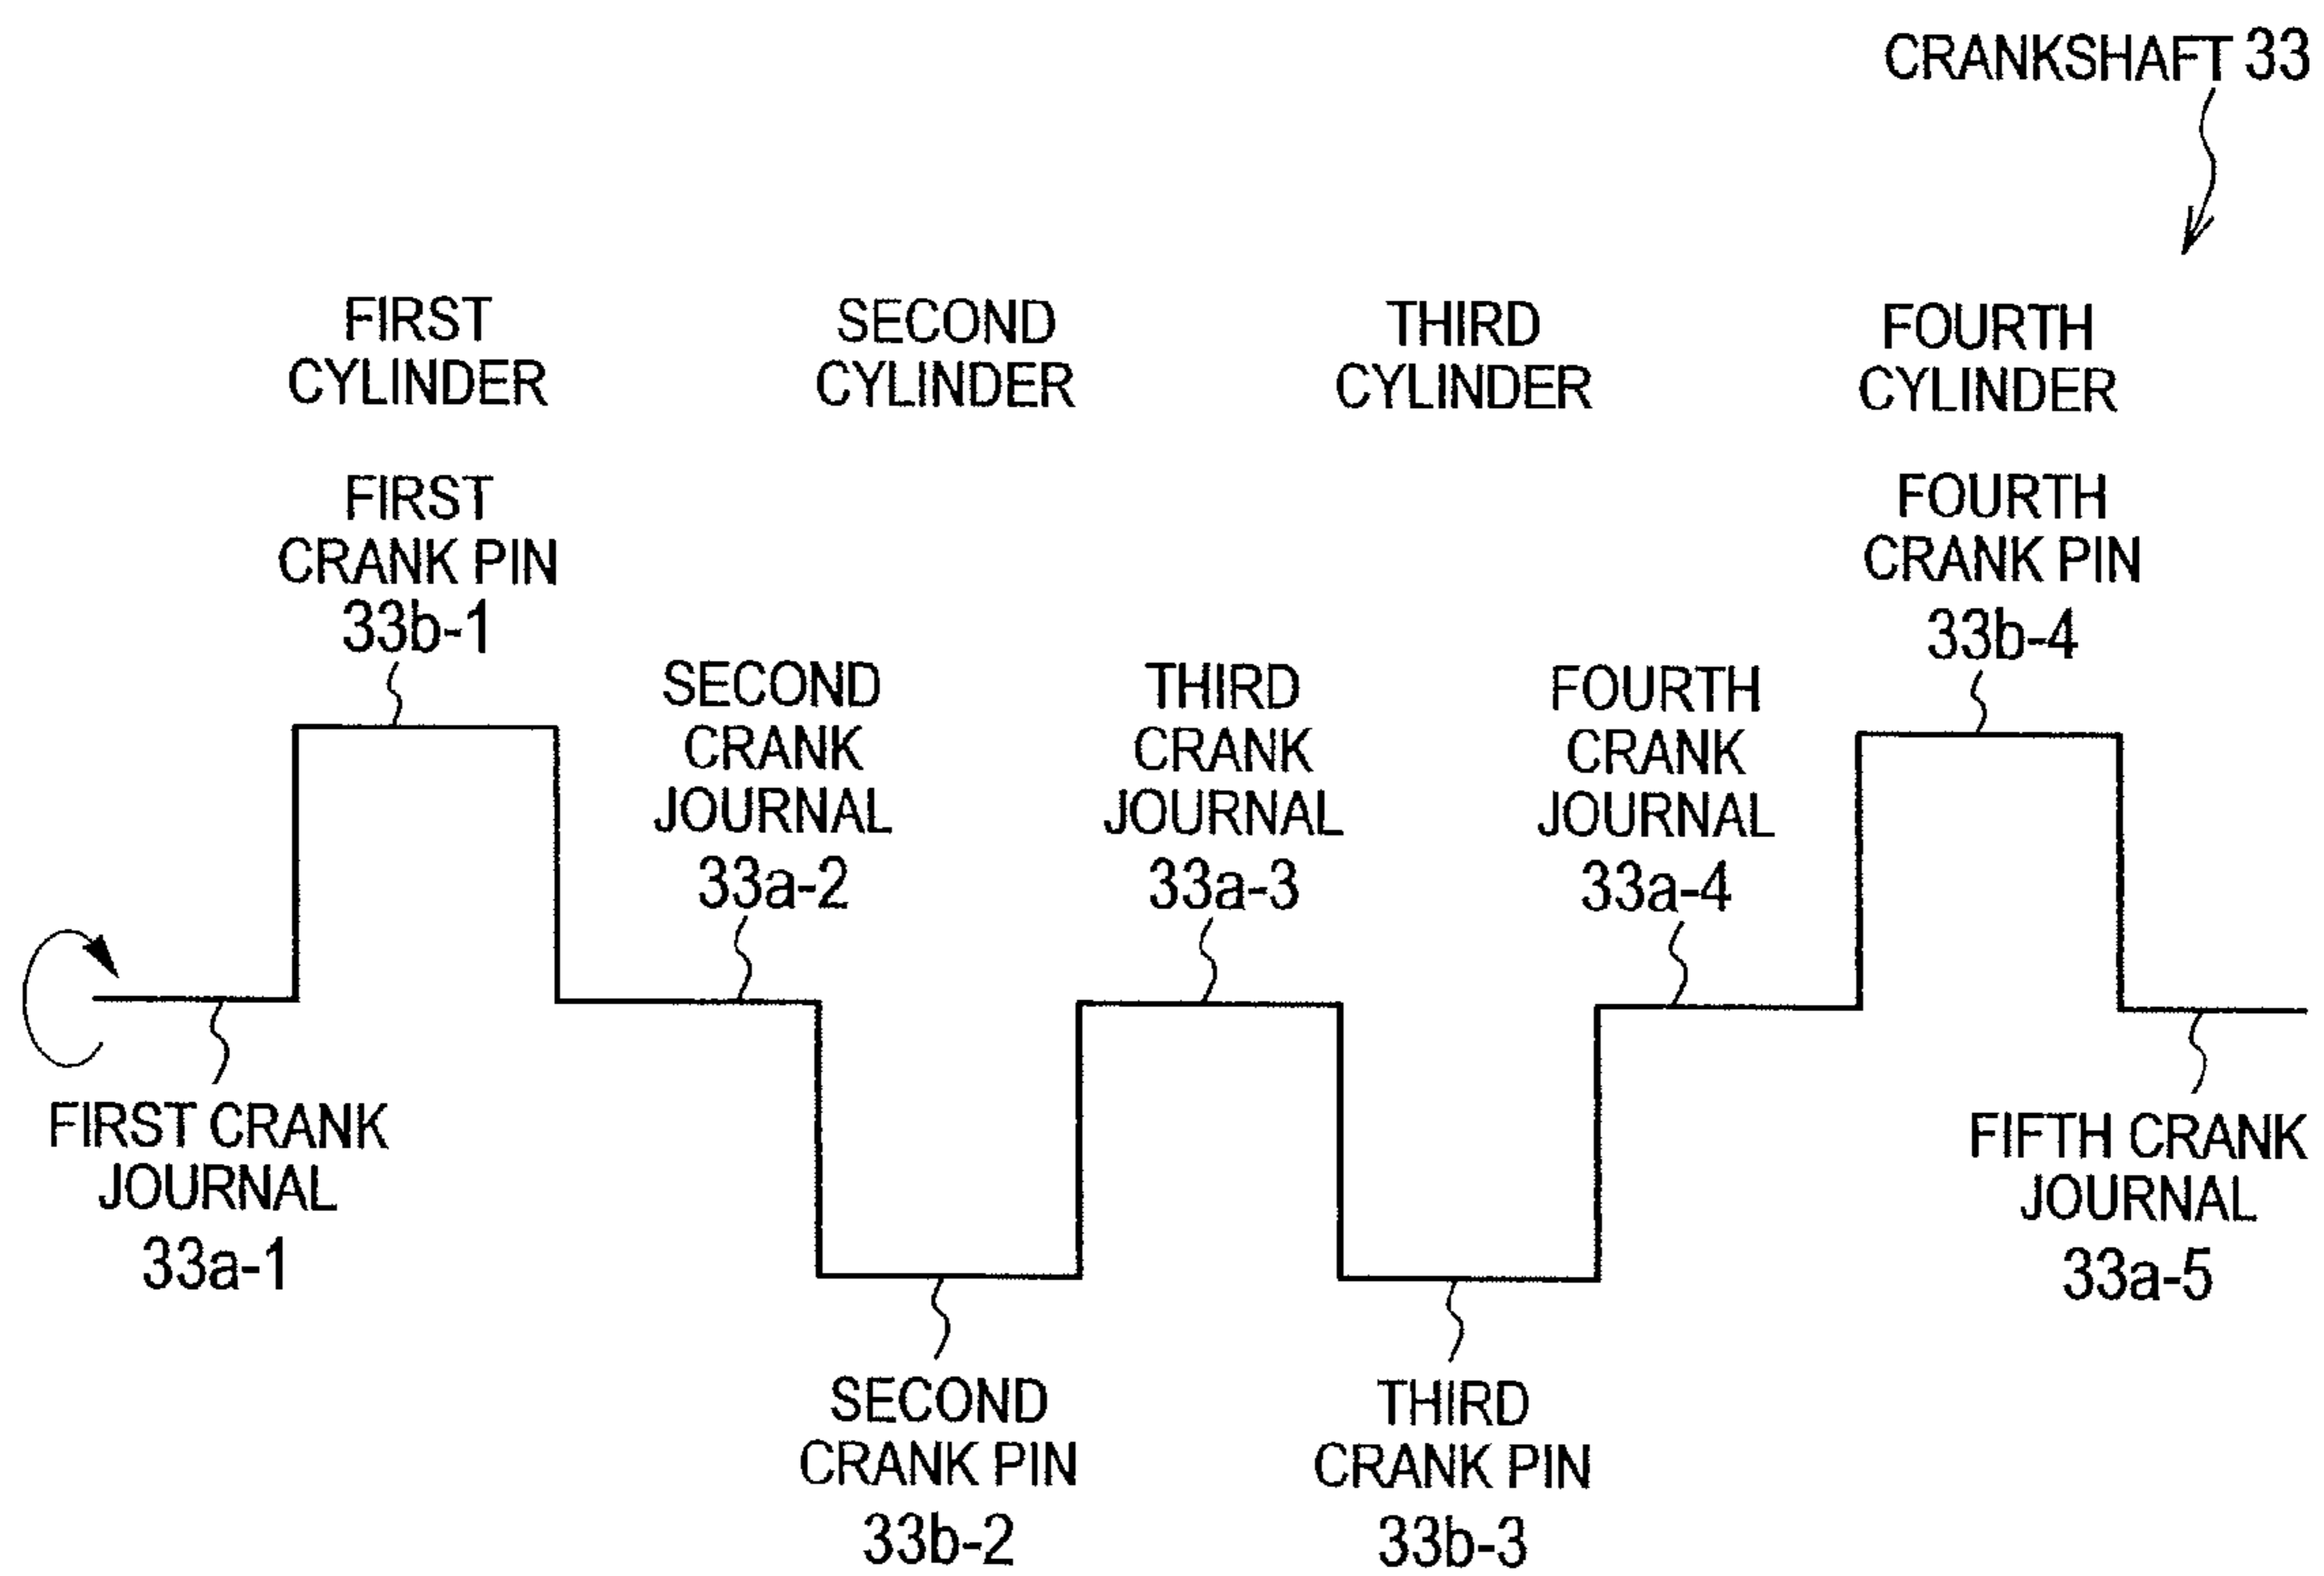 CRANKSHAFT 33
FIRST
CYLINDER
SECOND
CYLINDER
THIRD
CYLINDER
FOURTH
CYLINDER
FIRST
CRANK PIN
33b-1
FOURTH
CRANK PIN
33b-4
SECOND
CRANK
JOURNAL
33a-2
THIRD
CRANK
JOURNAL
33a-3
FOURTH
CRANK
JOURNAL
33a-4
FIRST CRANK
JOURNAL
33a-1
FIFTH CRANK
JOURNAL
33a-5
SECOND
CRANK PIN
33b-2
THIRD
CRANK PIN
33b-3